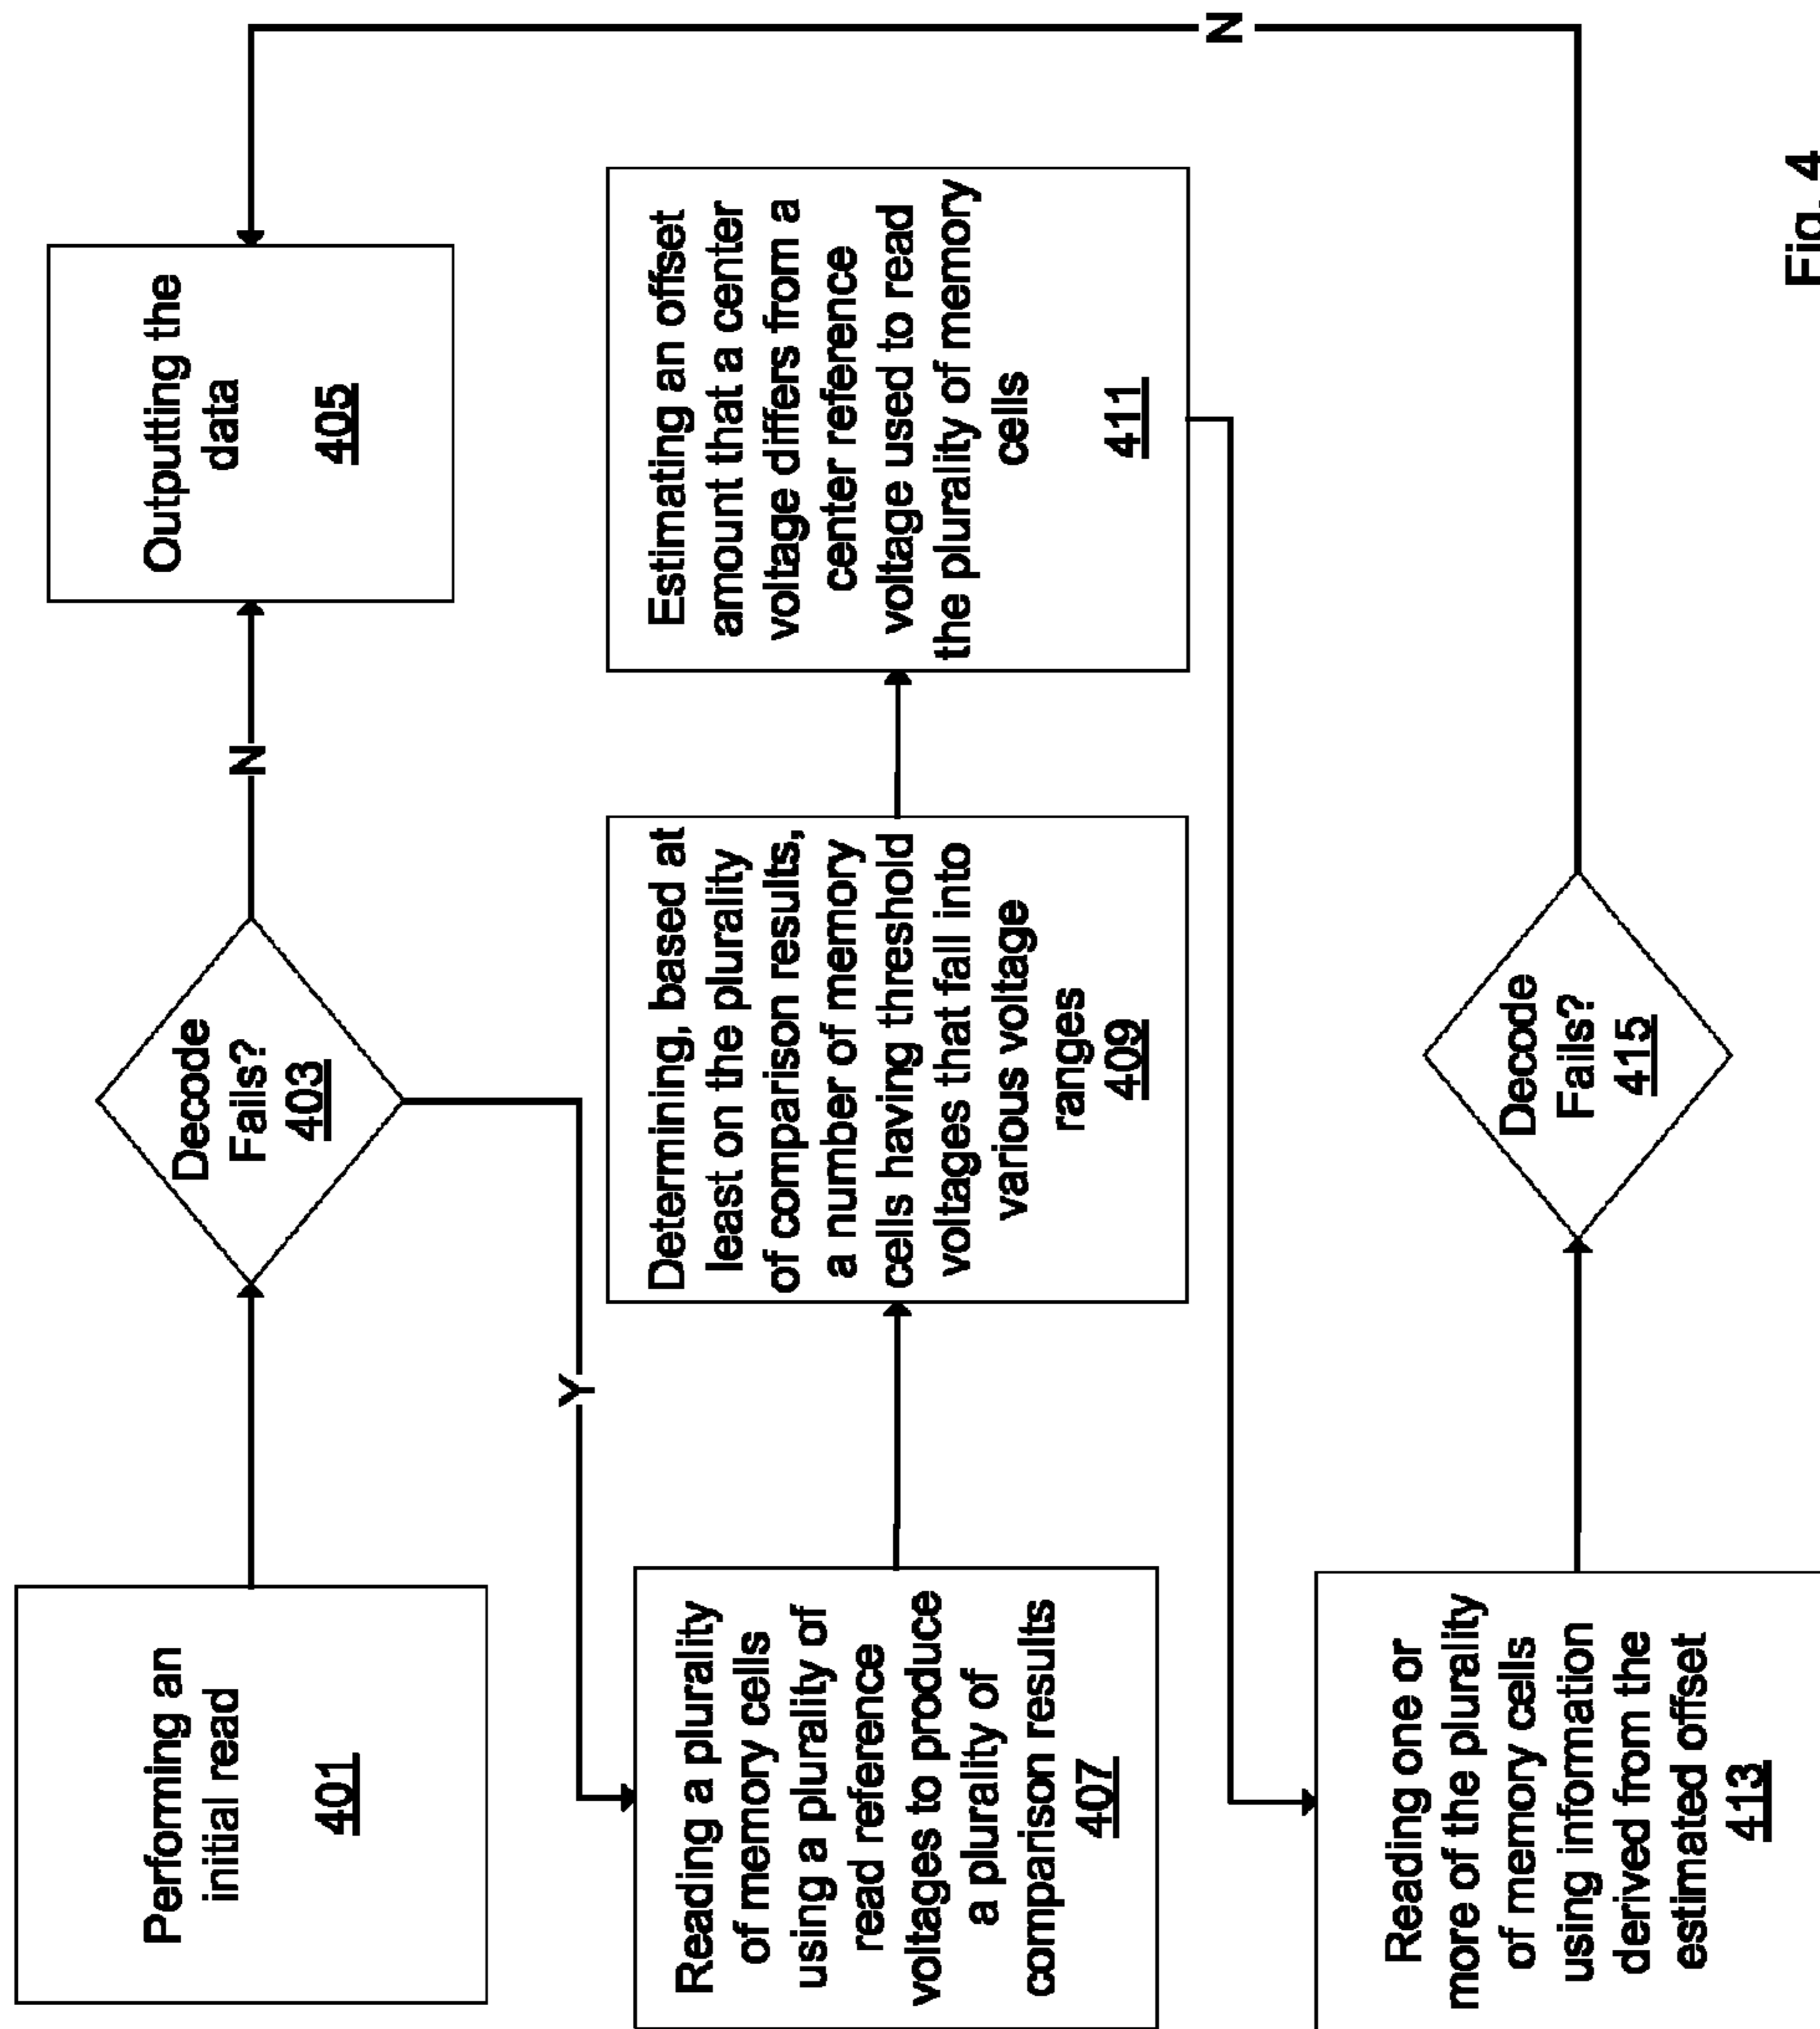 Performing an
initial read
401
Decode
Fails?
403
N
Outputting the
data
405
Y
Reading a plurality
of memory cells
using a plurality of
read reference
voltages to produce
a plurality of
comparison results
407
Determining, based at
least on the plurality
of comparison results,
a number of memory
cells having threshold
voltages that fall into
various voltage
ranges
409
Estimating an offset
amount that a center
voltage differs from a
center reference
voltage used to read
the plurality of memory
cells
411
Reading one or
more of the plurality
of memory cells
using information
derived from the
estimated offset
413
Decode
Fails?
415
N
Fig. 4